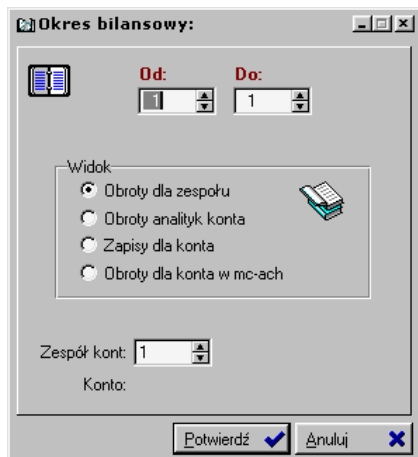 Okres bilansowy:
Od: Do:
1 1
Widok
Obroty dla zespołu
Obroty analityk konta
Zapisy dla konta
Obroty dla konta w mc-ach
Zespół kont: 1
Konto:
Potwierdź Anuluj